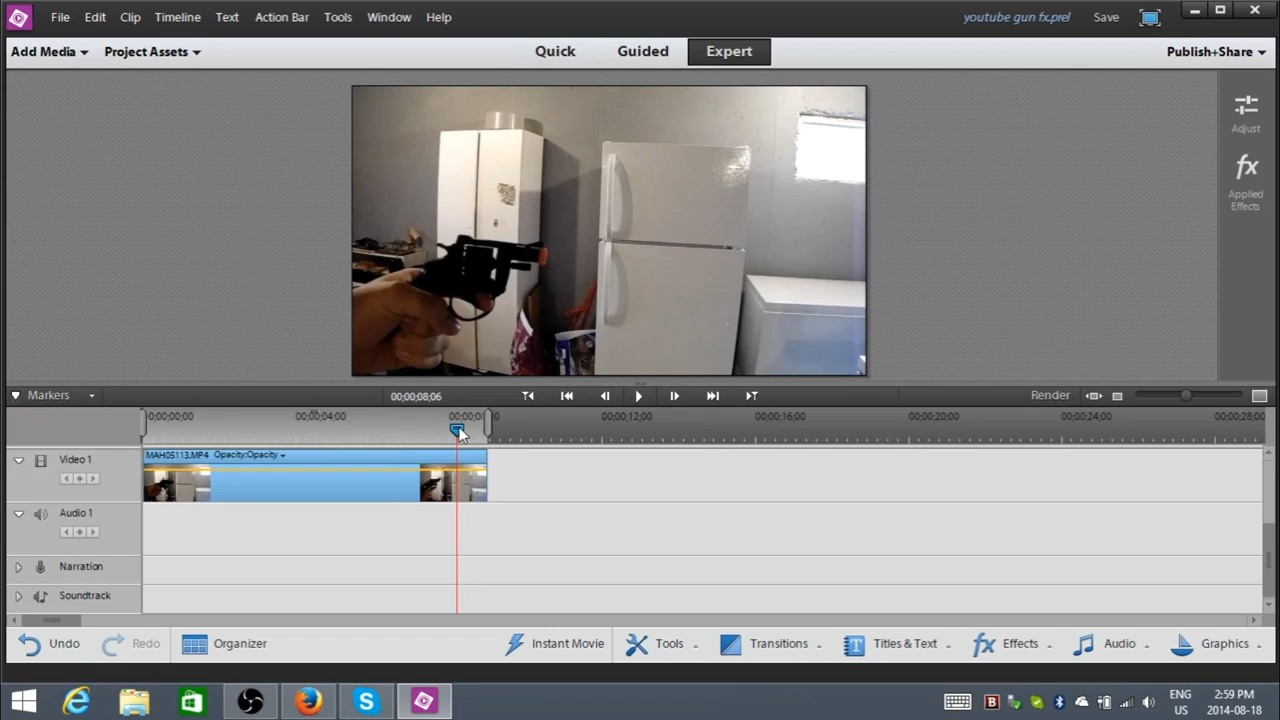 File Edit Clip Timeline Text Action Bar Tools Window Help youtube gun fx.prel Save
Add Media Project Assets Quick Guided Expert Publish+Share
Adjust
Applied
Effects
Markers 00;00;08;06 Render
;00;00;00 00;00;04;00 00;00;0 00;00;12;00 00;00;16;00 00;00;20;00 00;00;24;00 00;00;28;00
Video 1 MAH05113.MP4 Opacity:Opacity
Audio 1
Narration
Soundtrack
Undo Redo Organizer Instant Movie Tools Transitions Titles & Text Effects Audio Graphics
ENG 2:59 PM
US 2014-08-18